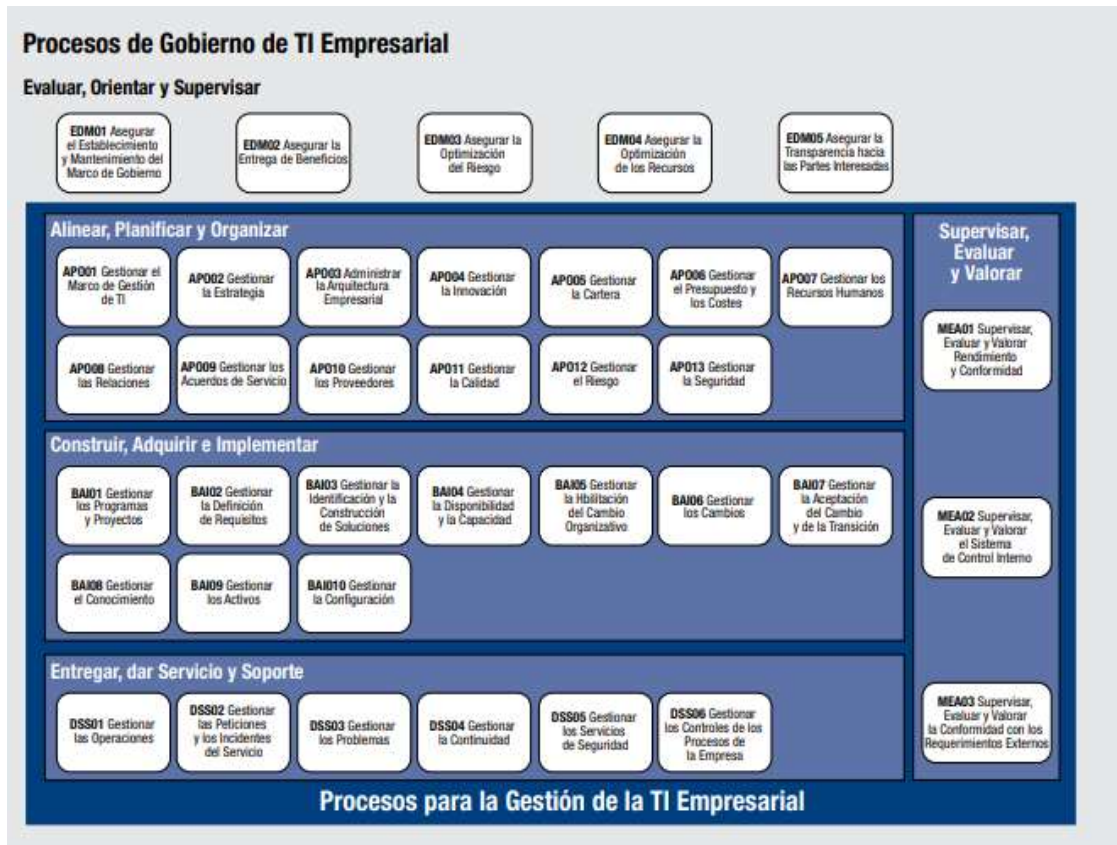 Procesos de Gobierno de TI Empresarial
Evaluar, Orientar y Supervisar
EDM01 Asegurar
el Establecimiento
y Mantenimiento del
Marco de Gobierno
EDM02 Asegurar la
Entrega de Beneficios
EDM03 Asegurar la
Optimización
del Riesgo
EDM04 Asegurar la
Optimización
de los Recursos
EDM05 Asegurar la
Transparencia hacia
las Partes Interesadas
Alinear, Planificar y Organizar
APO01 Gestionar el
Marco de Gestión
de TI
APO02 Gestionar
la Estrategia
APO03 Administrar
la Arquitectura
Empresarial
APO04 Gestionar
la Innovación
APO05 Gestionar
la Cartera
APO06 Gestionar
el Presupuesto y
los Costes
APO07 Gestionar los
Recursos Humanos
APO08 Gestionar
las Relaciones
APO09 Gestionar los
Acuerdos de Servicio
APO10 Gestionar
los Proveedores
APO11 Gestionar
la Calidad
APO12 Gestionar
el Riesgo
APO13 Gestionar
la Seguridad
Construir, Adquirir e Implementar
BAI01 Gestionar
los Programas
y Proyectos
BAI02 Gestionar
la Definición
de Requisitos
BAI03 Gestionar la
Identificación y la
Construcción
de Soluciones
BAI04 Gestionar
la Disponibilidad
y la Capacidad
BAI05 Gestionar
la Hbilitación
del Cambio
Organizativo
BAI06 Gestionar
los Cambios
BAI07 Gestionar
la Aceptación
del Cambio
y de la Transición
BAI08 Gestionar
el Conocimiento
BAI09 Gestionar
los Activos
BAI010 Gestionar
la Configuración
Entregar, dar Servicio y Soporte
DSS01 Gestionar
las Operaciones
DSS02 Gestionar
las Peticiones
y los Incidentes
del Servicio
DSS03 Gestionar
los Problemas
DSS04 Gestionar
la Continuidad
DSS05 Gestionar
los Servicios
de Seguridad
DSS06 Gestionar
los Controles de los
Procesos de
la Empresa
Supervisar,
Evaluar
y Valorar
MEA01 Supervisar,
Evaluar y Valorar
Rendimiento
y Conformidad
MEA02 Supervisar,
Evaluar y Valorar
el Sistema
de Control Interno
MEA03 Supervisar,
Evaluar y Valorar
la Conformidad con los
Requerimientos Externos
Procesos para la Gestión de la TI Empresarial